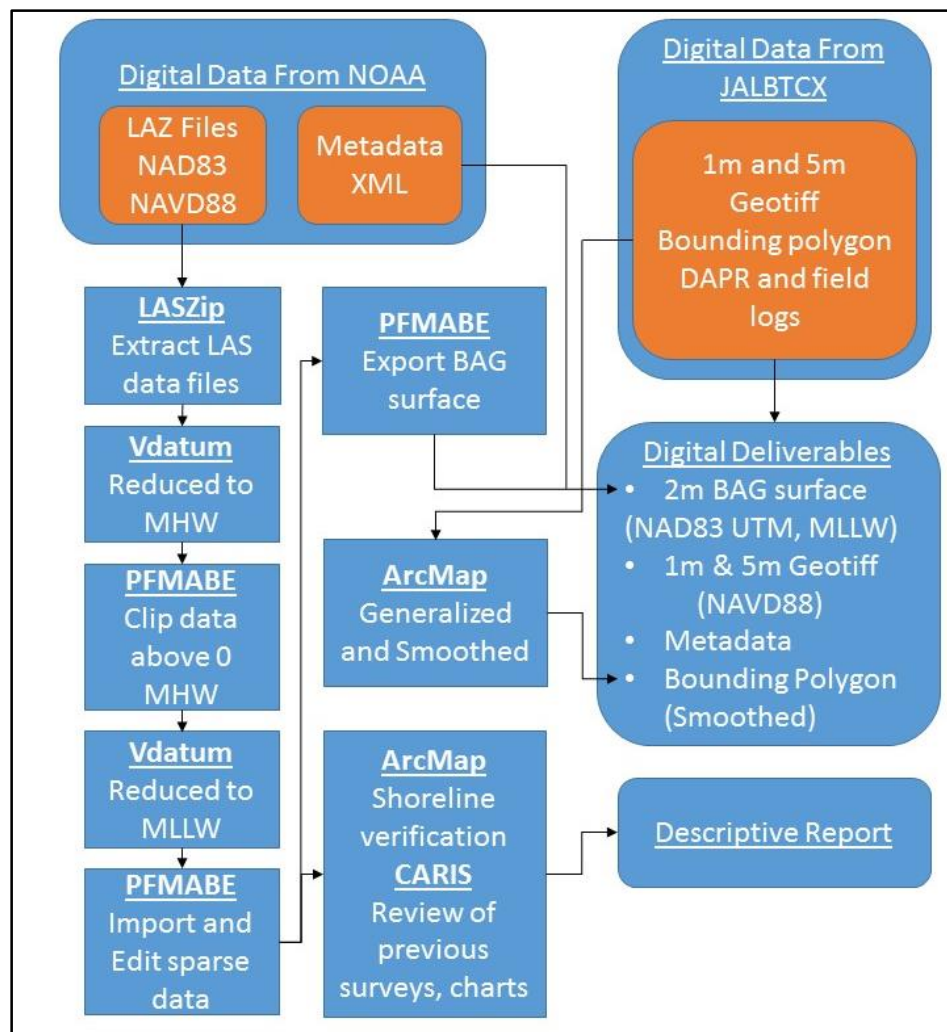 Digital Data From NOAA
LAZ Files
NAD83
NAVD88
Metadata
XML
Digital Data From
JALBTCX
1m and 5m
Geotiff
Bounding polygon
DAPR and field
logs
LASZip
Extract LAS
data files
Vdatum
Reduced to
MHW
PFMABE
Clip data
above 0
MHW
Vdatum
Reduced to
MLLW
PFMABE
Import and
Edit sparse
data
PFMABE
Export BAG
surface
ArcMap
Generalized
and Smoothed
ArcMap
Shoreline
verification
CARIS
Review of
previous
surveys, charts
Digital Deliverables
• 2m BAG surface
(NAD83 UTM, MLLW)
• 1m & 5m Geotiff
(NAVD88)
• Metadata
• Bounding Polygon
(Smoothed)
Descriptive Report